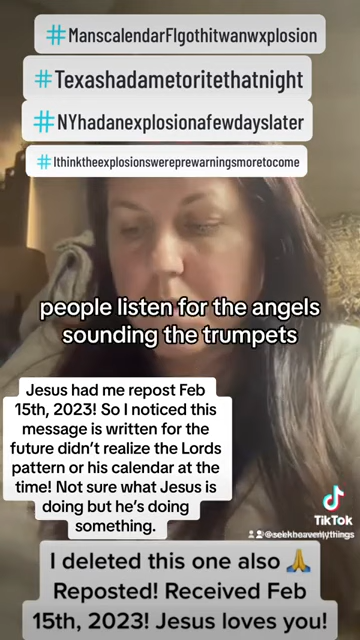 #ManscalendarFlgothitwanwxplosion
#Texashadametoritethatnight
#NYhadanexplosionafewdayslater
#Ithinktheexplosionswereprewarningsmoretocome
people listen for the angels
sounding the trumpets
Jesus had me repost Feb
15th, 2023! So I noticed this
message is written for the
future didn't realize the Lords
pattern or his calendar at the
time! Not sure what Jesus is
doing but he's doing
something.
TikTok
@seekheavenlythings
I deleted this one also 🙏
Reposted! Received Feb
15th, 2023! Jesus loves you!